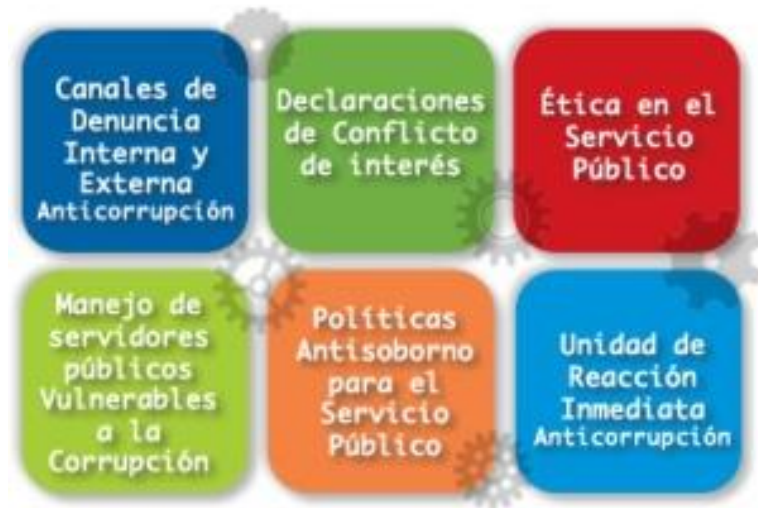 Canales de
Denuncia
Interna y
Externa
Anticorrupción
Declaraciones
de Conflicto
de interés
Ética en el
Servicio
Público
Manejo de
servidores
públicos
Vulnerables
a la
Corrupción
Políticas
Antisoborno
para el
Servicio
Público
Unidad de
Reacción
Inmediata
Anticorrupción